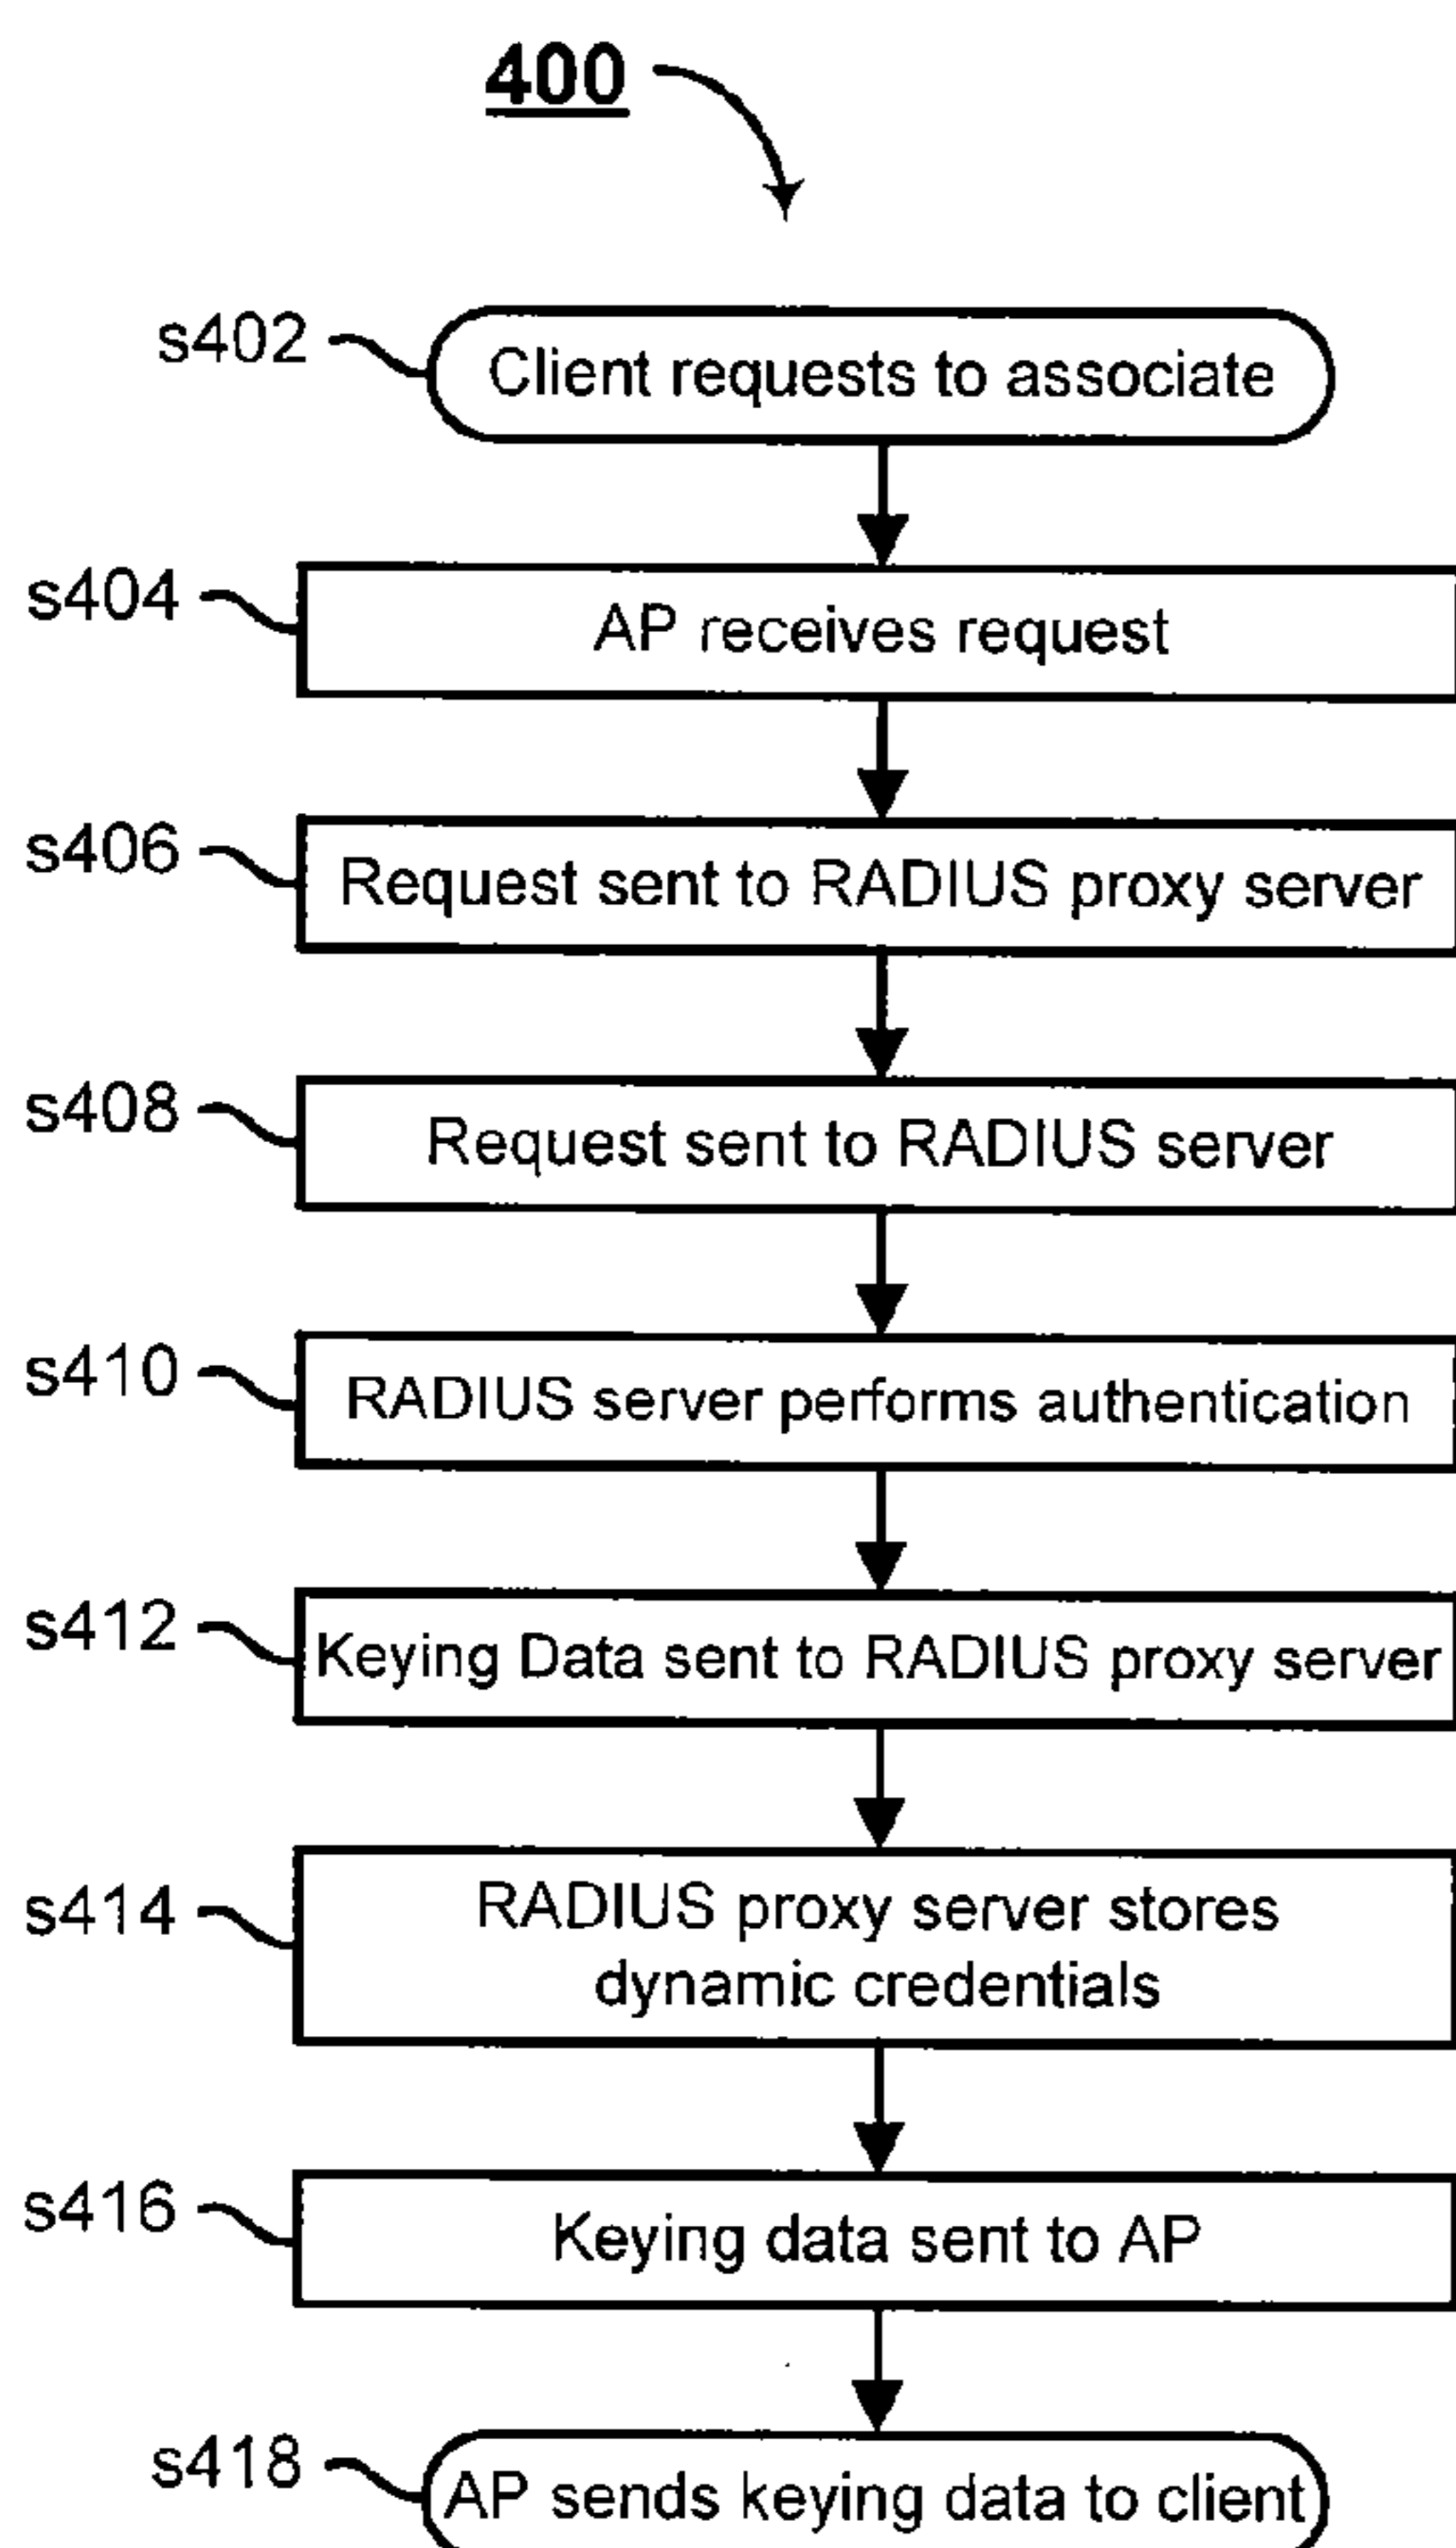 400
s402
Client requests to associate
s404
AP receives request
s406
Request sent to RADIUS proxy server
s408
Request sent to RADIUS server
s410
RADIUS server performs authentication
s412
Keying Data sent to RADIUS proxy server
s414
RADIUS proxy server stores
dynamic credentials
s416
Keying data sent to AP
s418
AP sends keying data to client